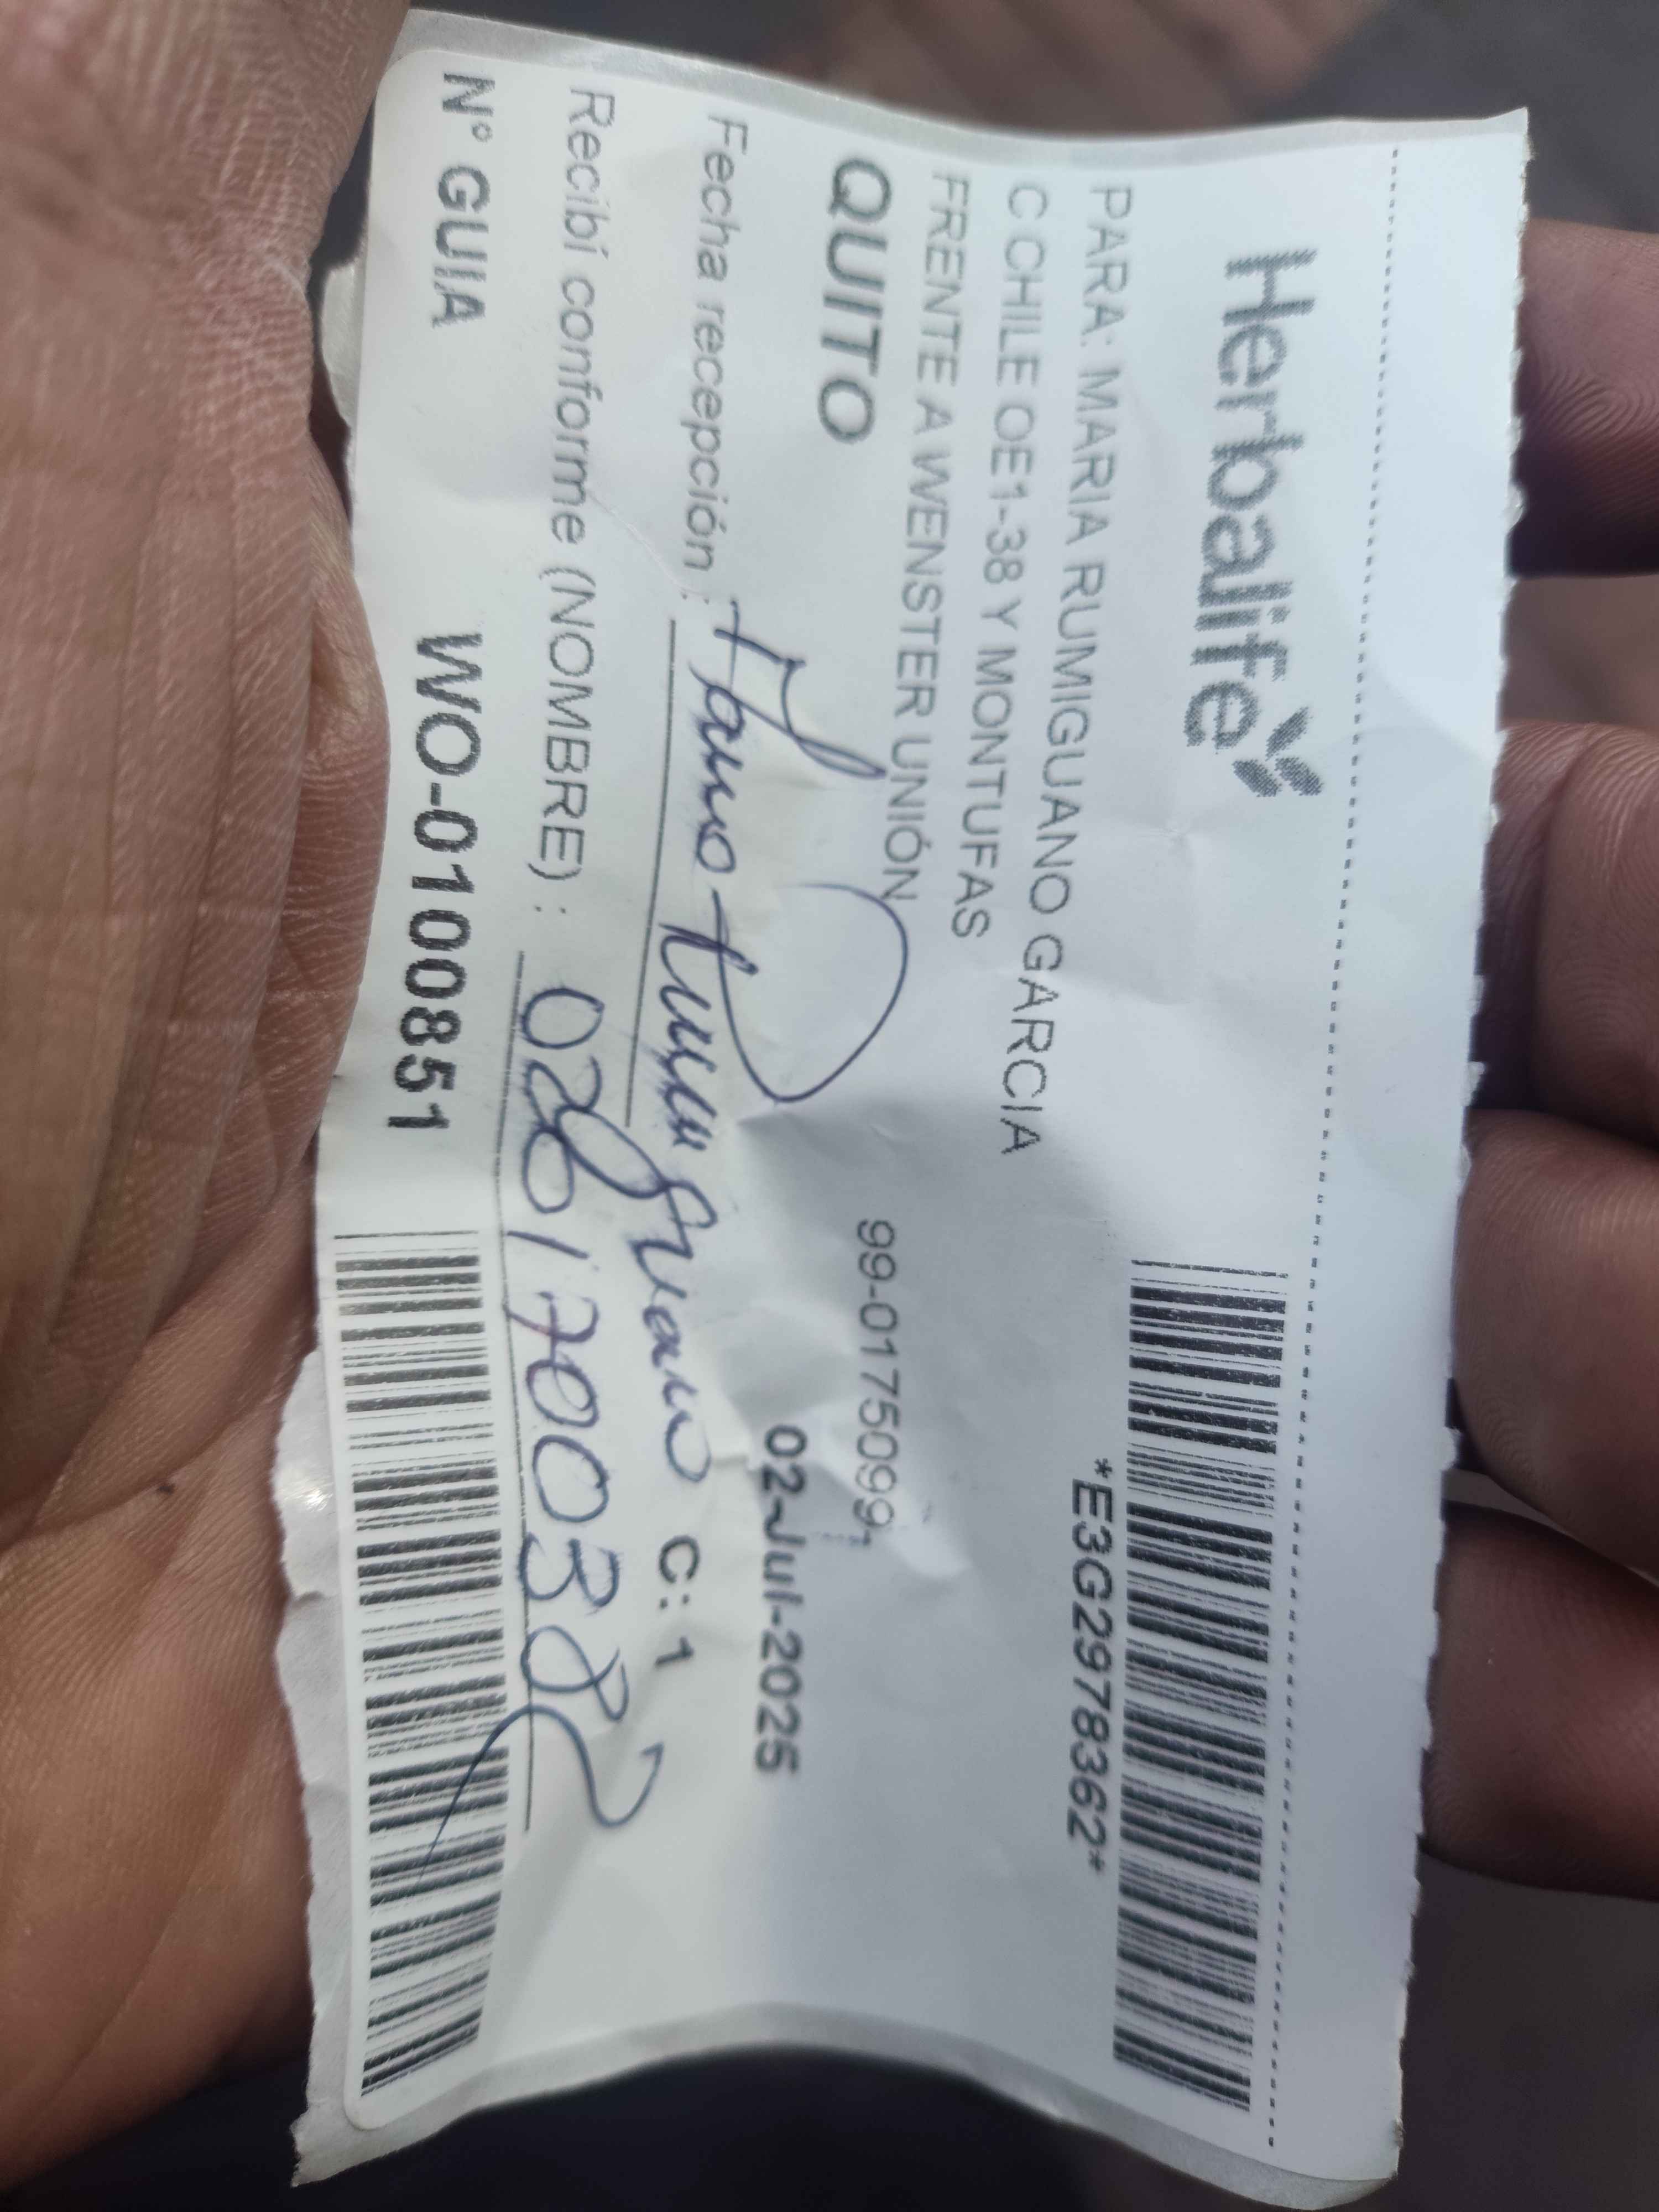 Herbalife
*E3G2978362*
PARA: MARIA RUMIGUANO GARCIA
C CHILE OE1-38 Y MONTUFAS
FRENTE A WENSTER UNIÓN
QUITO 99-0175099-
02-Jul-2025
Fecha recepción :
C: 1
Recibí conforme (NOMBRE) :
N° GUIA WO-0100851